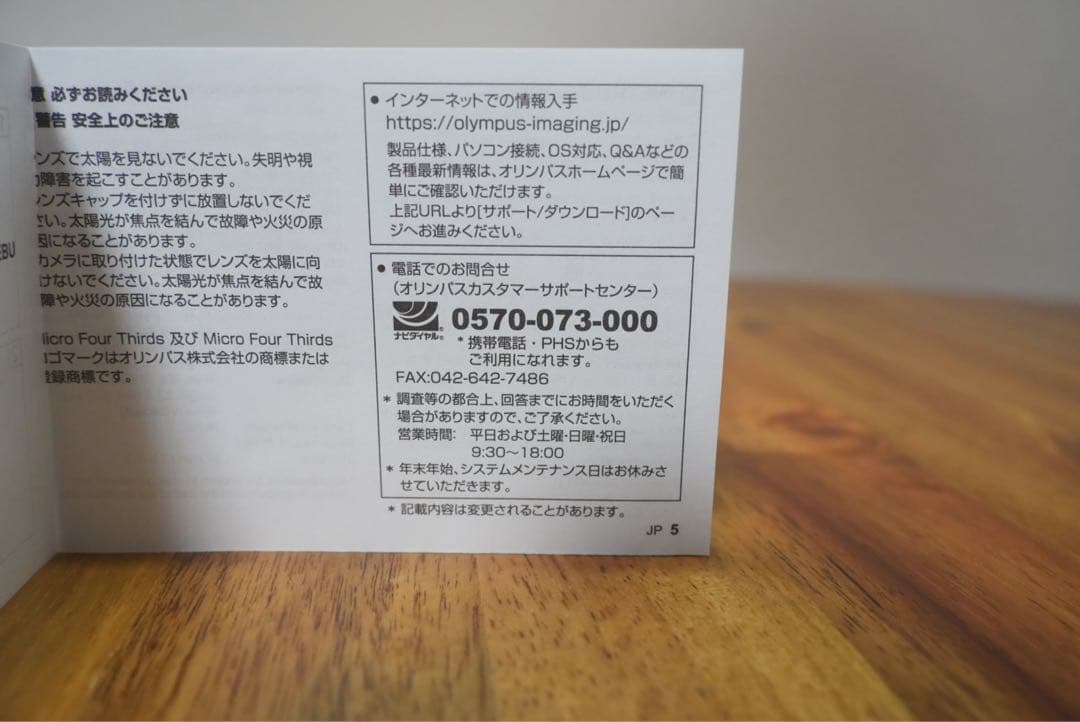 意 必ずお読みください
警告 安全上のご注意
ンズで太陽を見ないでください。失明や視
障害を起こすことがあります。
ンズキャップを付けずに放置しないでくだ
さい。太陽光が焦点を結んで故障や火災の原
因になることがあります。
カメラに取り付けた状態でレンズを太陽に向
けないでください。太陽光が焦点を結んで故
障や火災の原因になることがあります。
Micro Four Thirds 及び Micro Four Thirds
ロゴマークはオリンパス株式会社の商標または
登録商標です。
EBU
● インターネットでの情報入手
https://olympus-imaging.jp/
製品仕様、パソコン接続、OS対応、Q&Aなどの
各種最新情報は、オリンパスホームページで簡
単にご確認いただけます。
上記URLより[サポート/ダウンロード]のペー
ジへお進みください。
● 電話でのお問合せ
（オリンパスカスタマーサポートセンター）
ナビダイヤル® 0570-073-000
* 携帯電話・PHSからも
ご利用になれます。
FAX:042-642-7486
* 調査等の都合上、回答までにお時間をいただく
場合がありますので、ご了承ください。
営業時間: 平日および土曜・日曜・祝日
9:30～18:00
* 年末年始、システムメンテナンス日はお休みさ
せていただきます。
* 記載内容は変更されることがあります。
JP 5